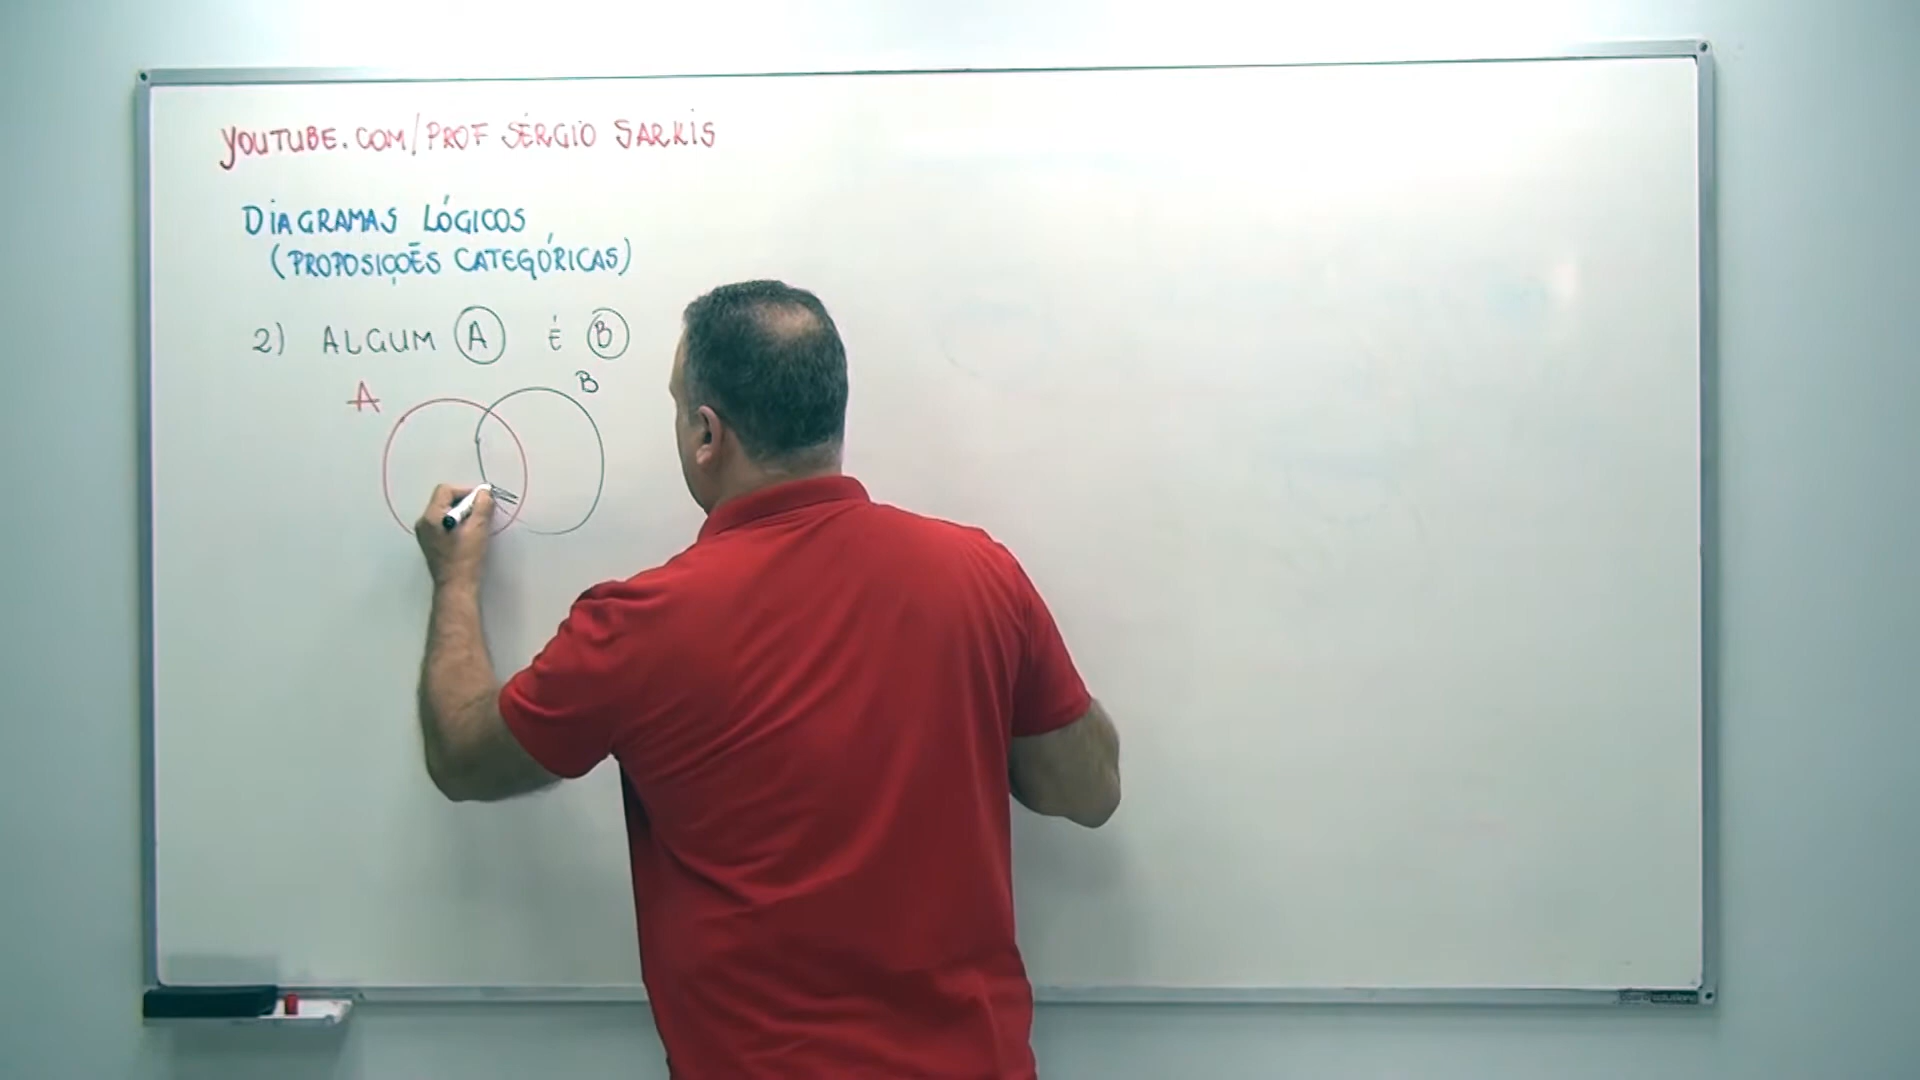 YOUTUBE.COM/PROF SÉRGIO SARKIS
DIAGRAMAS LÓGICOS
(PROPOSIÇÕES CATEGÓRICAS)
2) ALGUM A É B
A B